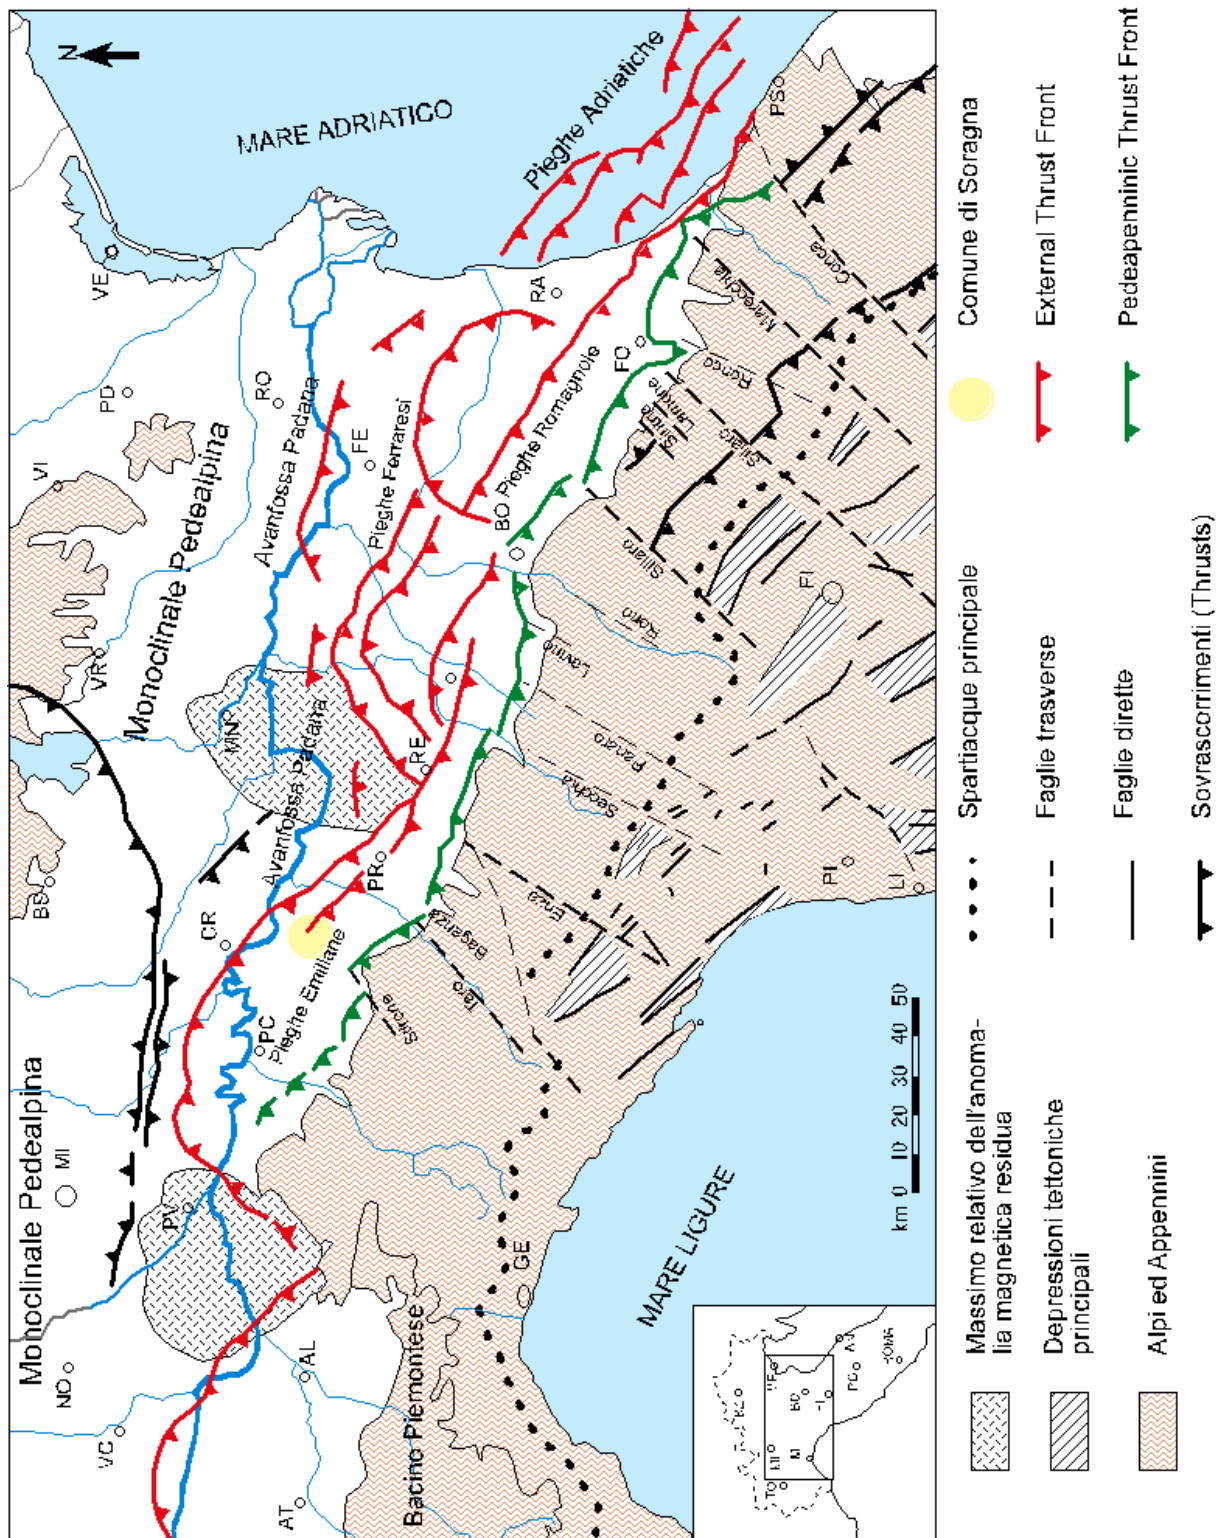 N
MARE ADRIATICO
Pieghe Adriatiche
Monoclinale Pedealpina
Monoclinale Pedealpina
Avanfossa Padana
Avanfossa Padana
Pieghe Ferraresi
Pieghe Romagnole
Pieghe Emiliane
Bacino Piemontese
MARE LIGURE
VE
PD
VI
VR
RO
FE
RA
FO
PS
BO
MN
RE
PR
BS
CR
PC
MI
PV
NO
VC
AL
AT
GE
FI
PI
LI
Conca
Marecchia
Ronco
Lamone
Sillaro
Sillaro
Reno
Lavino
Panaro
Secchia
Enza
Baganza
Taro
Stirone
km 0 10 20 30 40 50
BO
ROMA
Massimo relativo dell'anoma-
lia magnetica residua
Depressioni tettoniche
principali
Alpi ed Appennini
Spartiacque principale
Faglie trasverse
Faglie dirette
Sovrascorrimenti (Thrusts)
Comune di Soragna
External Thrust Front
Pedeapenninic Thrust Front